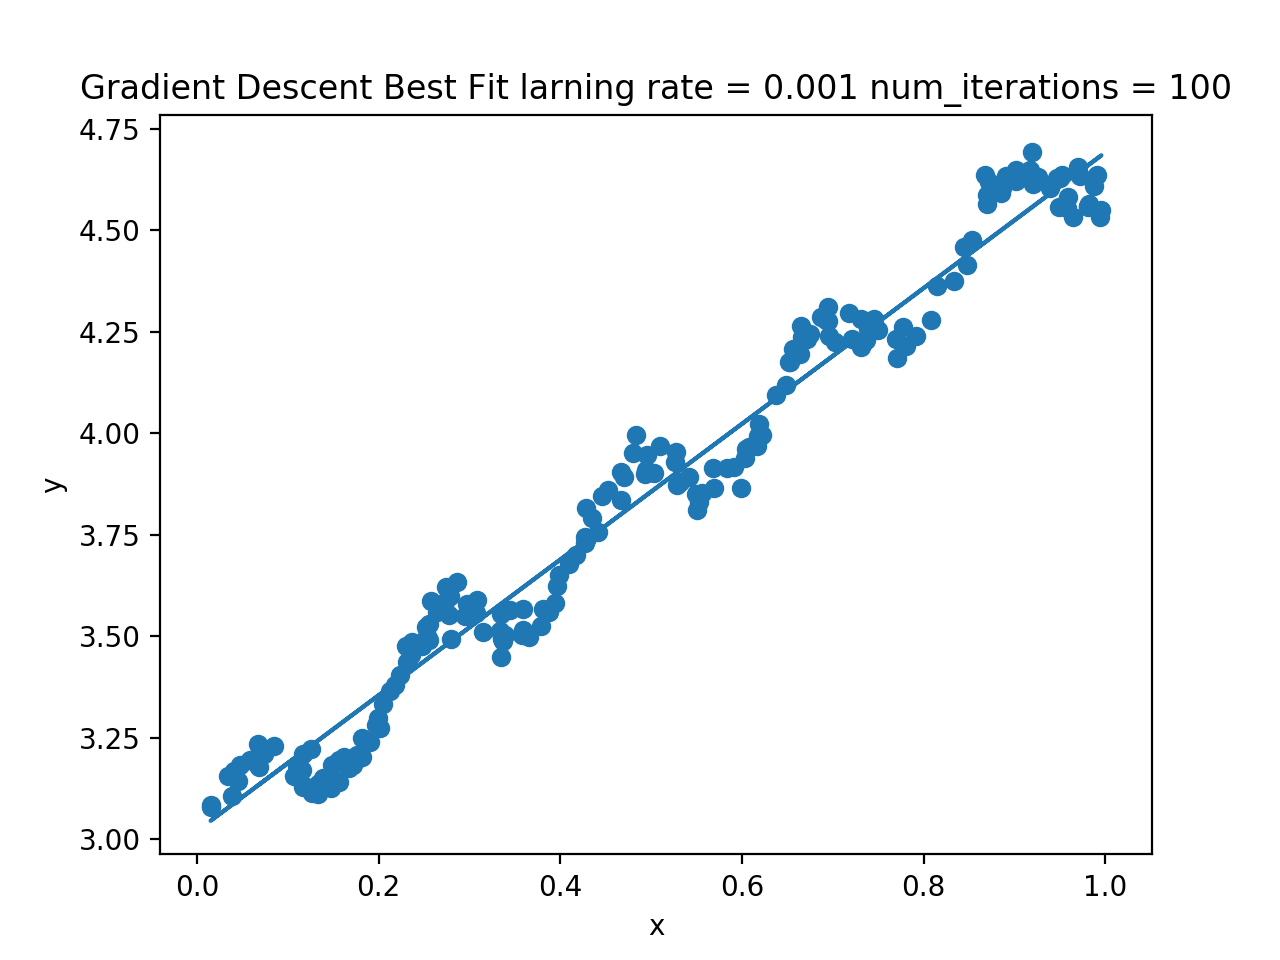 Gradient Descent Best Fit larning rate = 0.001 num_iterations = 100
4.75
4.50
4.25
4.00
3.75
3.50
3.25
3.00
y
0.0 0.2 0.4 0.6 0.8 1.0
x